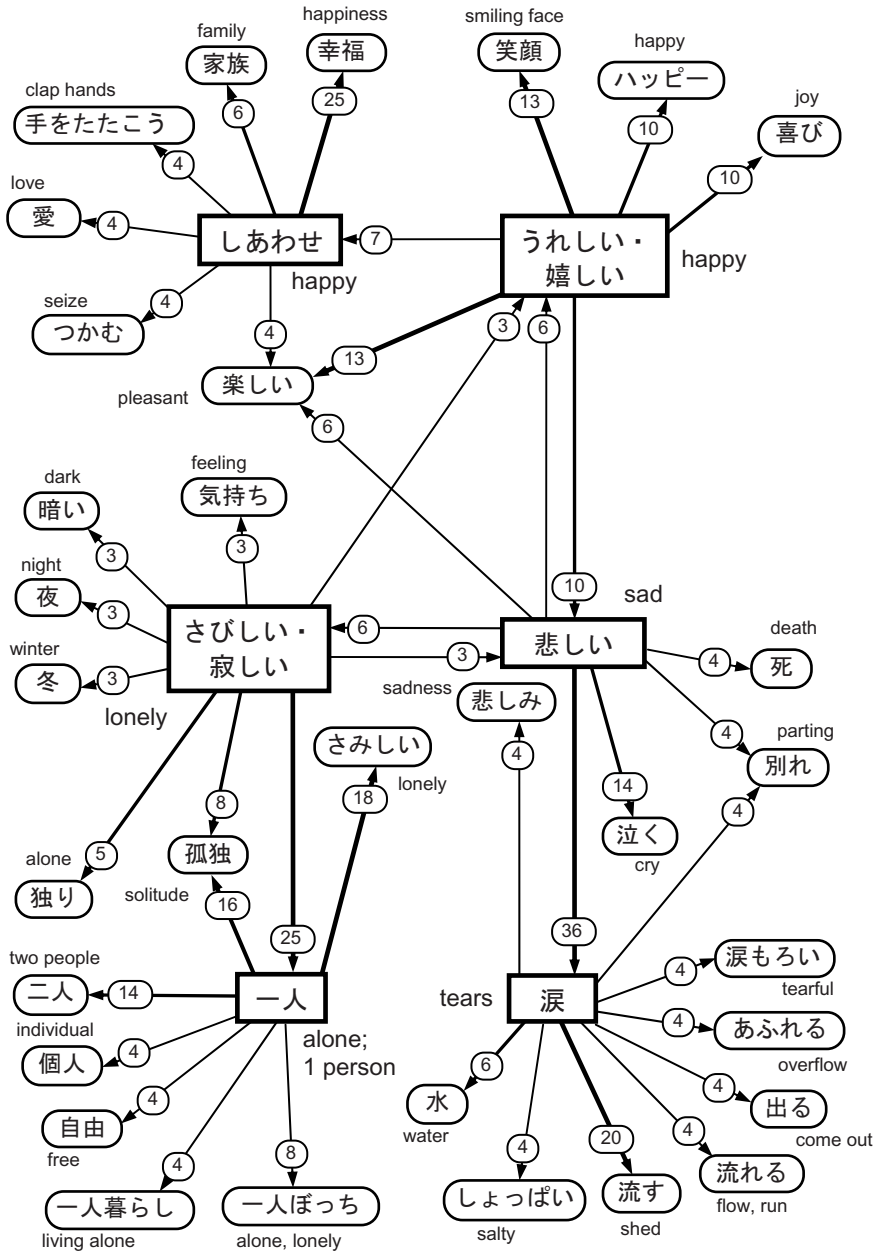 happiness
smiling face
family
幸福
笑顔
happy
家族
ハッピー
clap hands
25
13
joy
手をたたこう
6
10
喜び
4
10
love
愛
4
しあわせ
7
うれしい・
嬉しい
happy
happy
seize
つかむ
4
4
13
3
6
pleasant
楽しい
6
feeling
dark
気持ち
暗い
3
3
night
夜
3
10
sad
さびしい・
寂しい
6
悲しい
death
winter
冬
3
3
4
死
lonely
sadness
悲しみ
4
parting
さみしい
4
別れ
lonely
18
14
8
4
泣く
cry
alone
5
孤独
独り
solitude
16
36
25
two people
二人
14
一人
tears
涙
4
涙もろい
tearful
individual
個人
4
alone;
1 person
4
あふれる
overflow
6
水
water
4
出る
come out
4
自由
free
4
流れる
flow, run
20
4
8
4
一人暮らし
living alone
一人ぼっち
alone, lonely
しょっぱい
salty
流す
shed